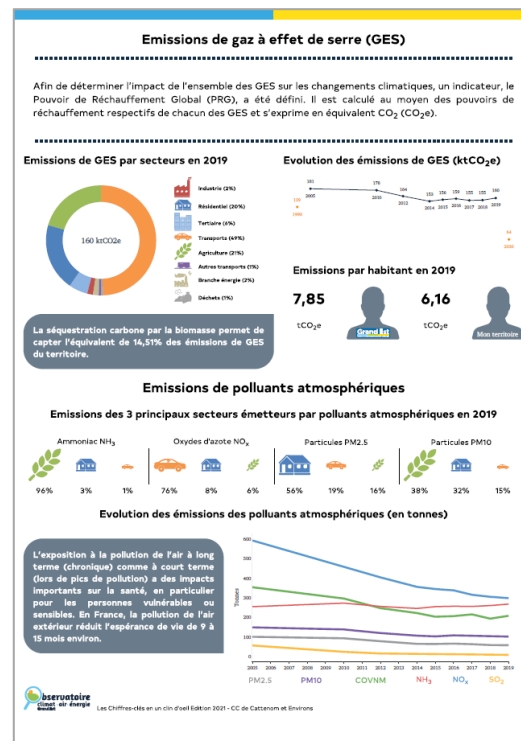 Emissions de gaz à effet de serre (GES)
Afin de déterminer l'impact de l'ensemble des GES sur les changements climatiques, un indicateur, le
Pouvoir de Réchauffement Global (PRG), a été défini. Il est calculé au moyen des pouvoirs de
réchauffement respectifs de chacun des GES et s'exprime en équivalent CO2 (CO2e).
Emissions de GES par secteurs en 2019
160 ktCO2e
Industrie (2%)
Résidentiel (20%)
Tertiaire (6%)
Transports (49%)
Agriculture (21%)
Autres transports (1%)
Branche énergie (2%)
Déchets (1%)
La séquestration carbone par la biomasse permet de
capter l'équivalent de 14,51% des émissions de GES
du territoire.
Evolution des émissions de GES (ktCO2e)
1990
2005 2010 2012 2014 2015 2016 2017 2018 2019
160
Emissions par habitant en 2019
7,85
tCO2e
Grand Est
6,16
tCO2e
Mon territoire
Emissions de polluants atmosphériques
Emissions des 3 principaux secteurs émetteurs par polluants atmosphériques en 2019
Ammoniac NH3
96% 3% 1%
Oxydes d'azote NOx
76% 8% 6%
Particules PM2.5
56% 19% 16%
Particules PM10
38% 32% 15%
Evolution des émissions des polluants atmosphériques (en tonnes)
L'exposition à la pollution de l'air à long
terme (chronique) comme à court terme
(lors de pics de pollution) a des impacts
importants sur la santé, en particulier
pour les personnes vulnérables ou
sensibles. En France, la pollution de l'air
extérieur réduit l'espérance de vie de 9 à
15 mois environ.
Tonnes
600
500
400
300
200
100
0
2005 2006 2007 2008 2009 2010 2011 2012 2013 2014 2015 2016 2017 2018 2019
PM2.5 PM10 COVNM NH3 NOx SO2
Observatoire
climat - air - énergie
Grand Est
Les Chiffres-clés en un clin d'oeil Edition 2021 - CC de Cattenom et Environs